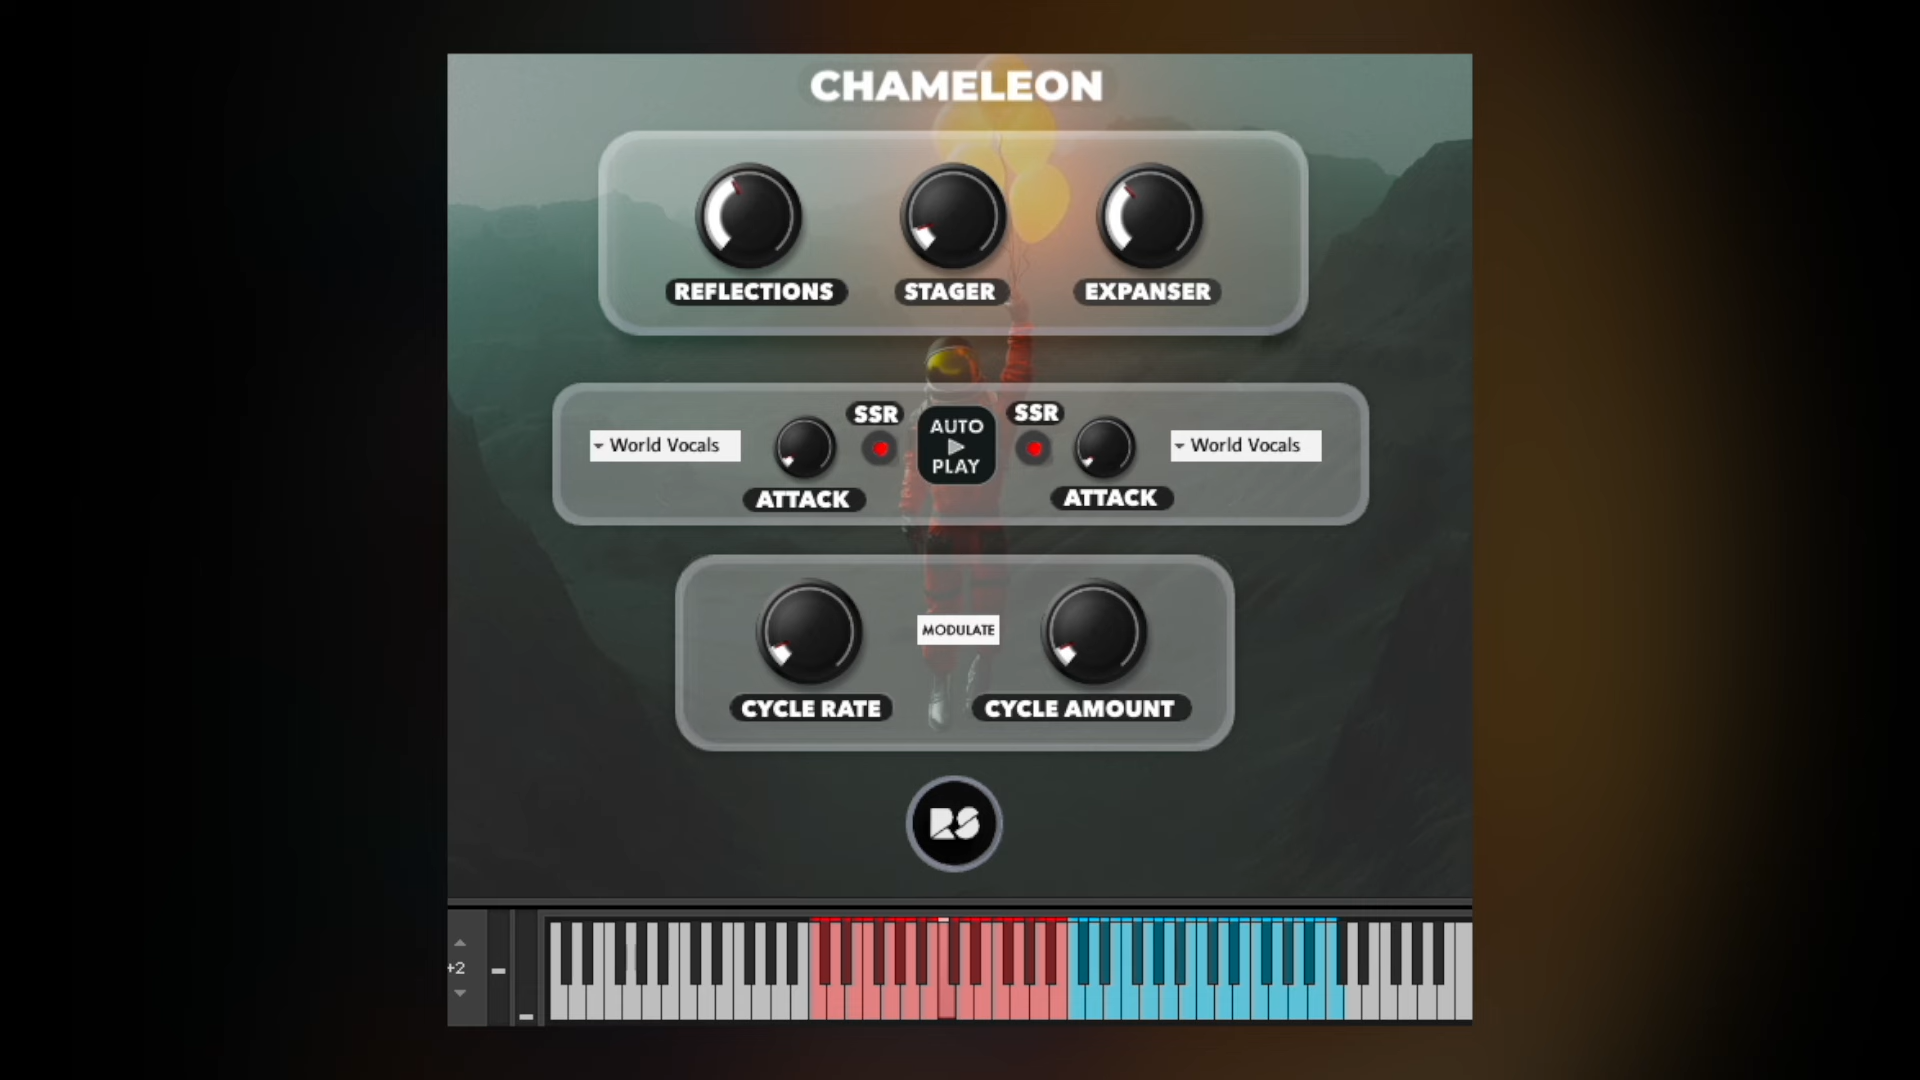 CHAMELEON
REFLECTIONS STAGER EXPANSER
SSR SSR
World Vocals AUTO World Vocals
PLAY
ATTACK ATTACK
MODULATE
CYCLE RATE CYCLE AMOUNT
RS
+2